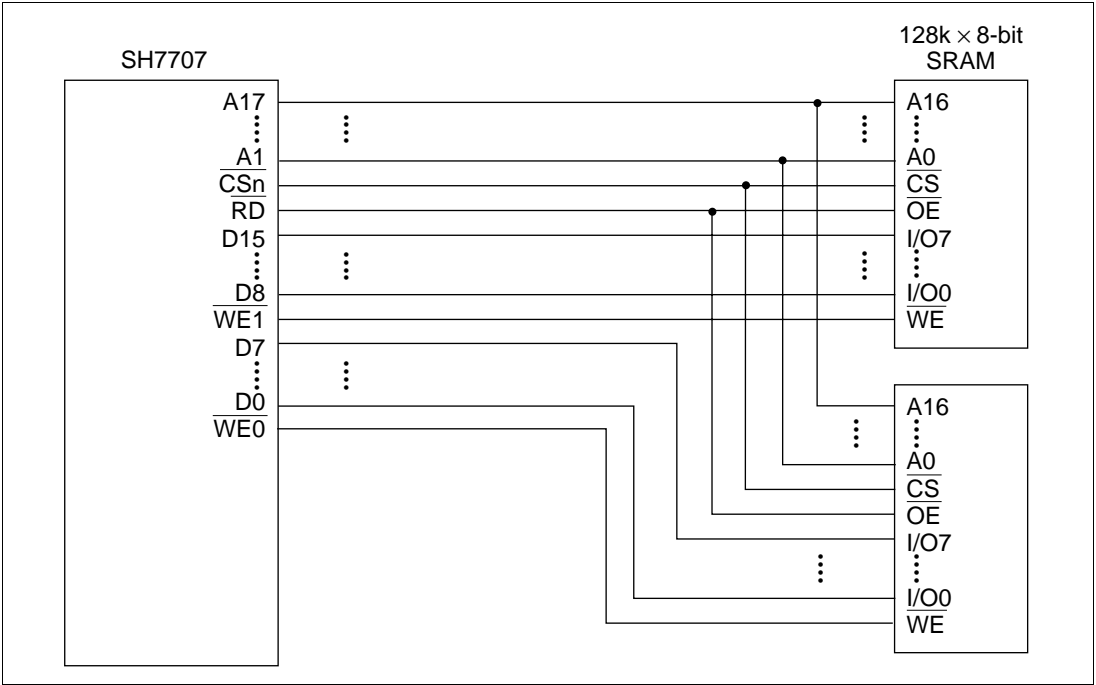 SH7707
A17
A1
CSn
RD
D15
D8
WE1
D7
D0
WE0
128k × 8-bit
SRAM
A16
A0
CS
OE
I/O7
I/O0
WE
A16
A0
CS
OE
I/O7
I/O0
WE